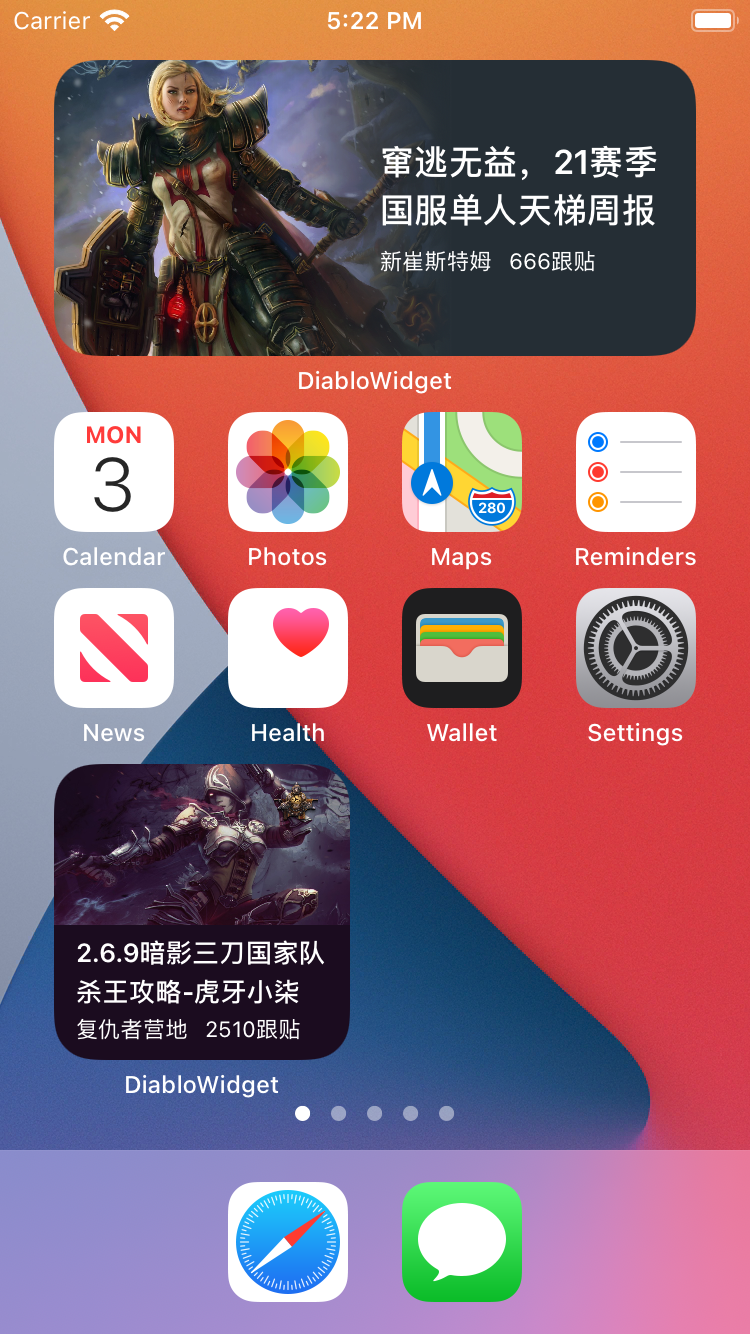 Carrier 5:22 PM
窜逃无益，21赛季
国服单人天梯周报
新崔斯特姆 666跟贴
DiabloWidget
MON
3
280
Calendar Photos Maps Reminders
News Health Wallet Settings
2.6.9暗影三刀国家队
杀王攻略-虎牙小柒
复仇者营地 2510跟贴
DiabloWidget